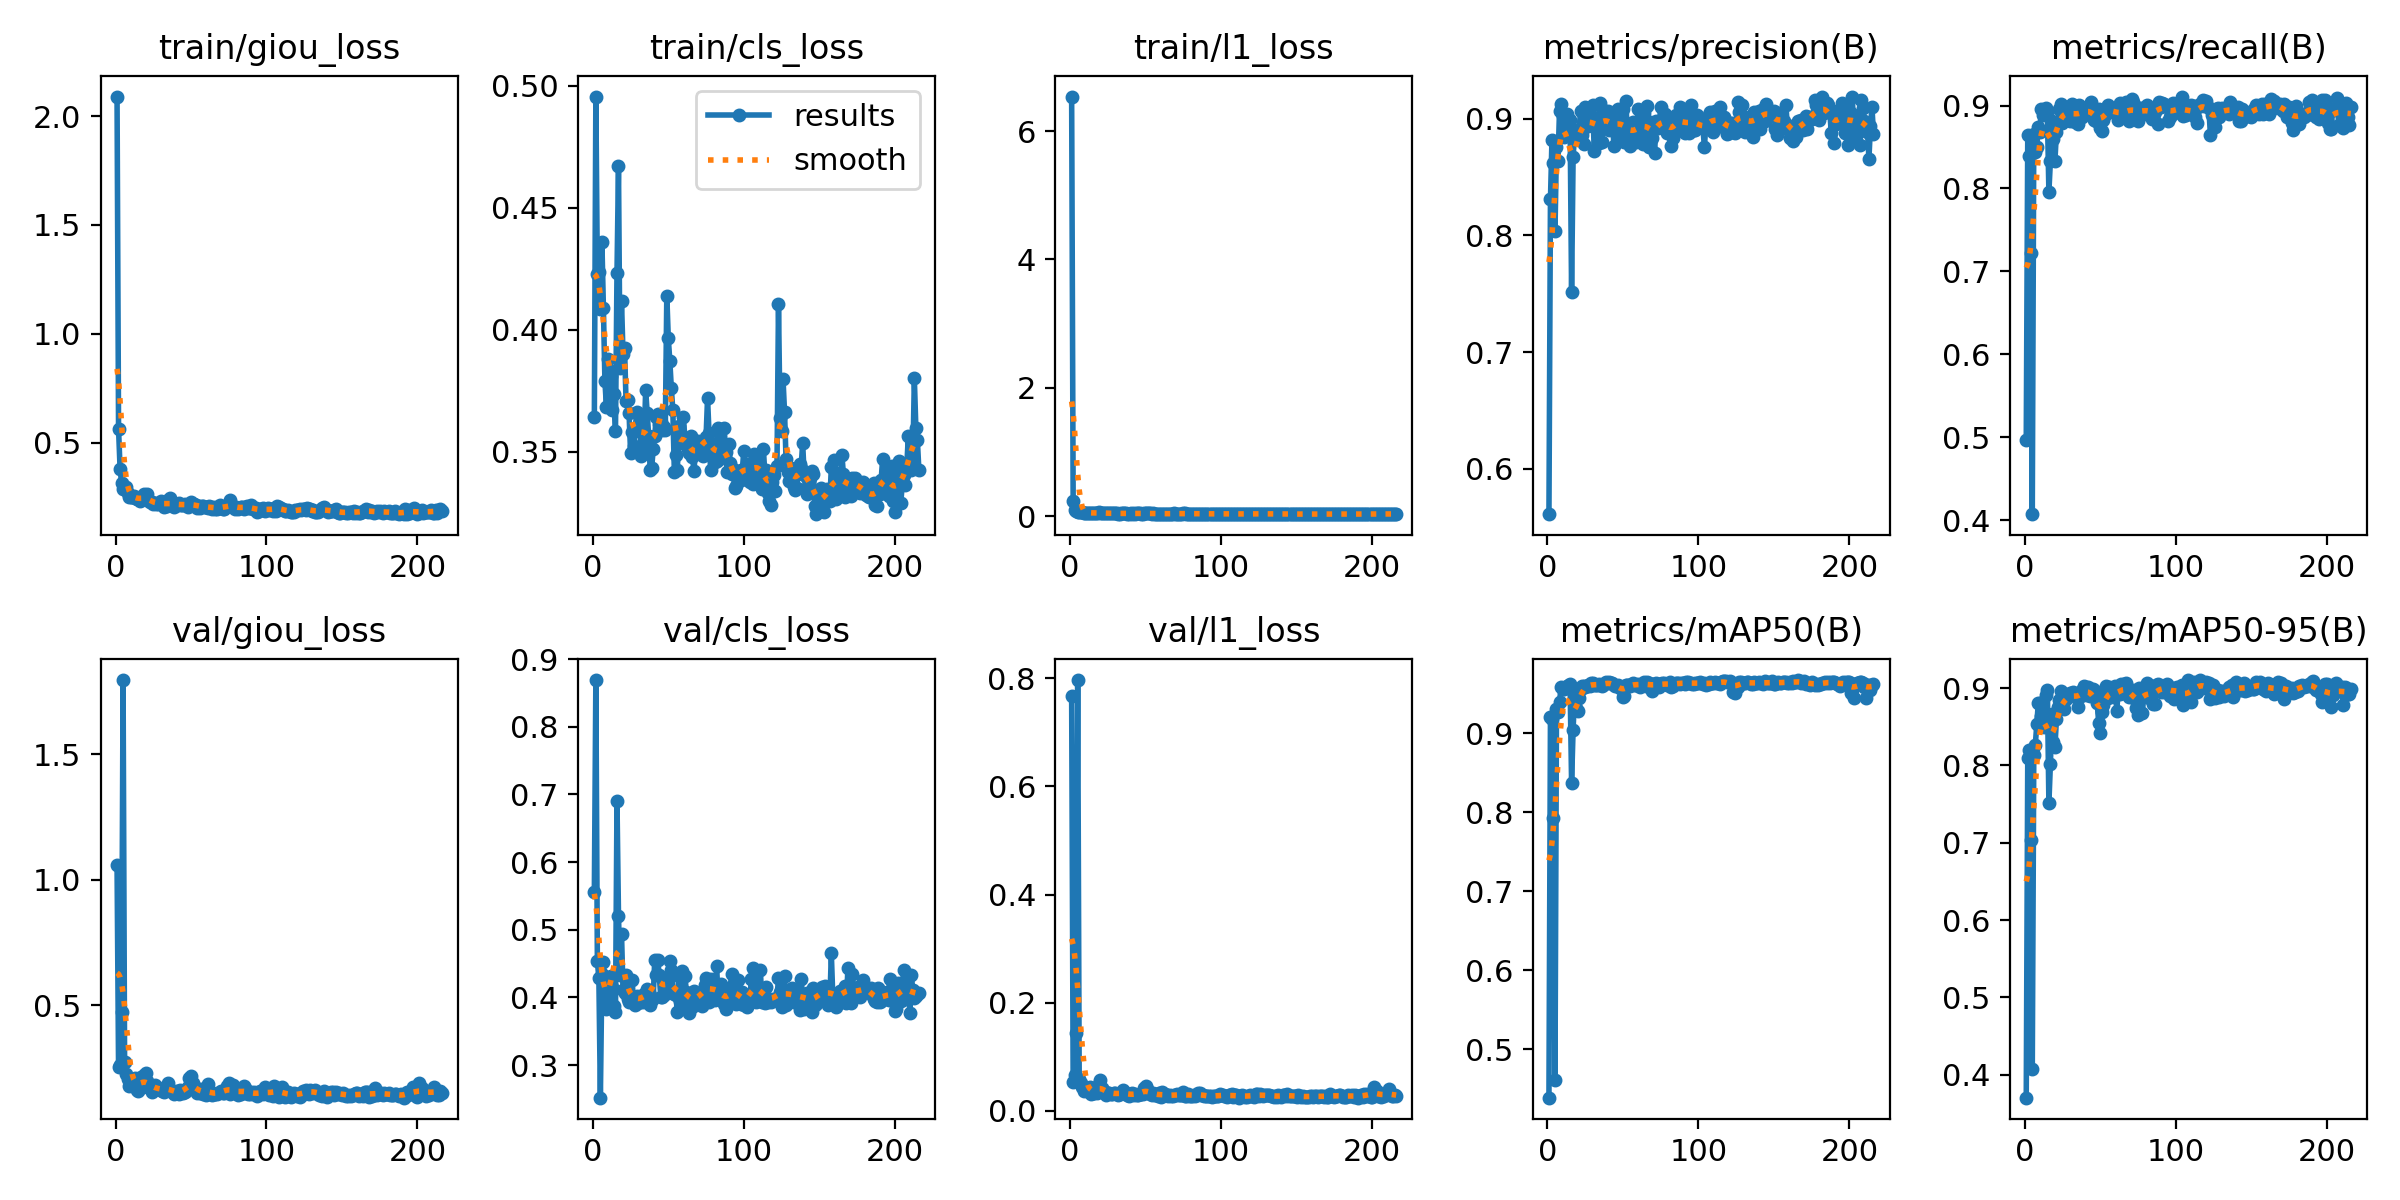 train/giou_loss
2.0
1.5
1.0
0.5
0 100 200
train/cls_loss
results
smooth
0.50
0.45
0.40
0.35
0 100 200
train/l1_loss
6
4
2
0
0 100 200
metrics/precision(B)
0.9
0.8
0.7
0.6
0 100 200
metrics/recall(B)
0.9
0.8
0.7
0.6
0.5
0.4
0 100 200
val/giou_loss
1.5
1.0
0.5
0 100 200
val/cls_loss
0.9
0.8
0.7
0.6
0.5
0.4
0.3
0 100 200
val/l1_loss
0.8
0.6
0.4
0.2
0.0
0 100 200
metrics/mAP50(B)
0.9
0.8
0.7
0.6
0.5
0 100 200
metrics/mAP50-95(B)
0.9
0.8
0.7
0.6
0.5
0.4
0 100 200